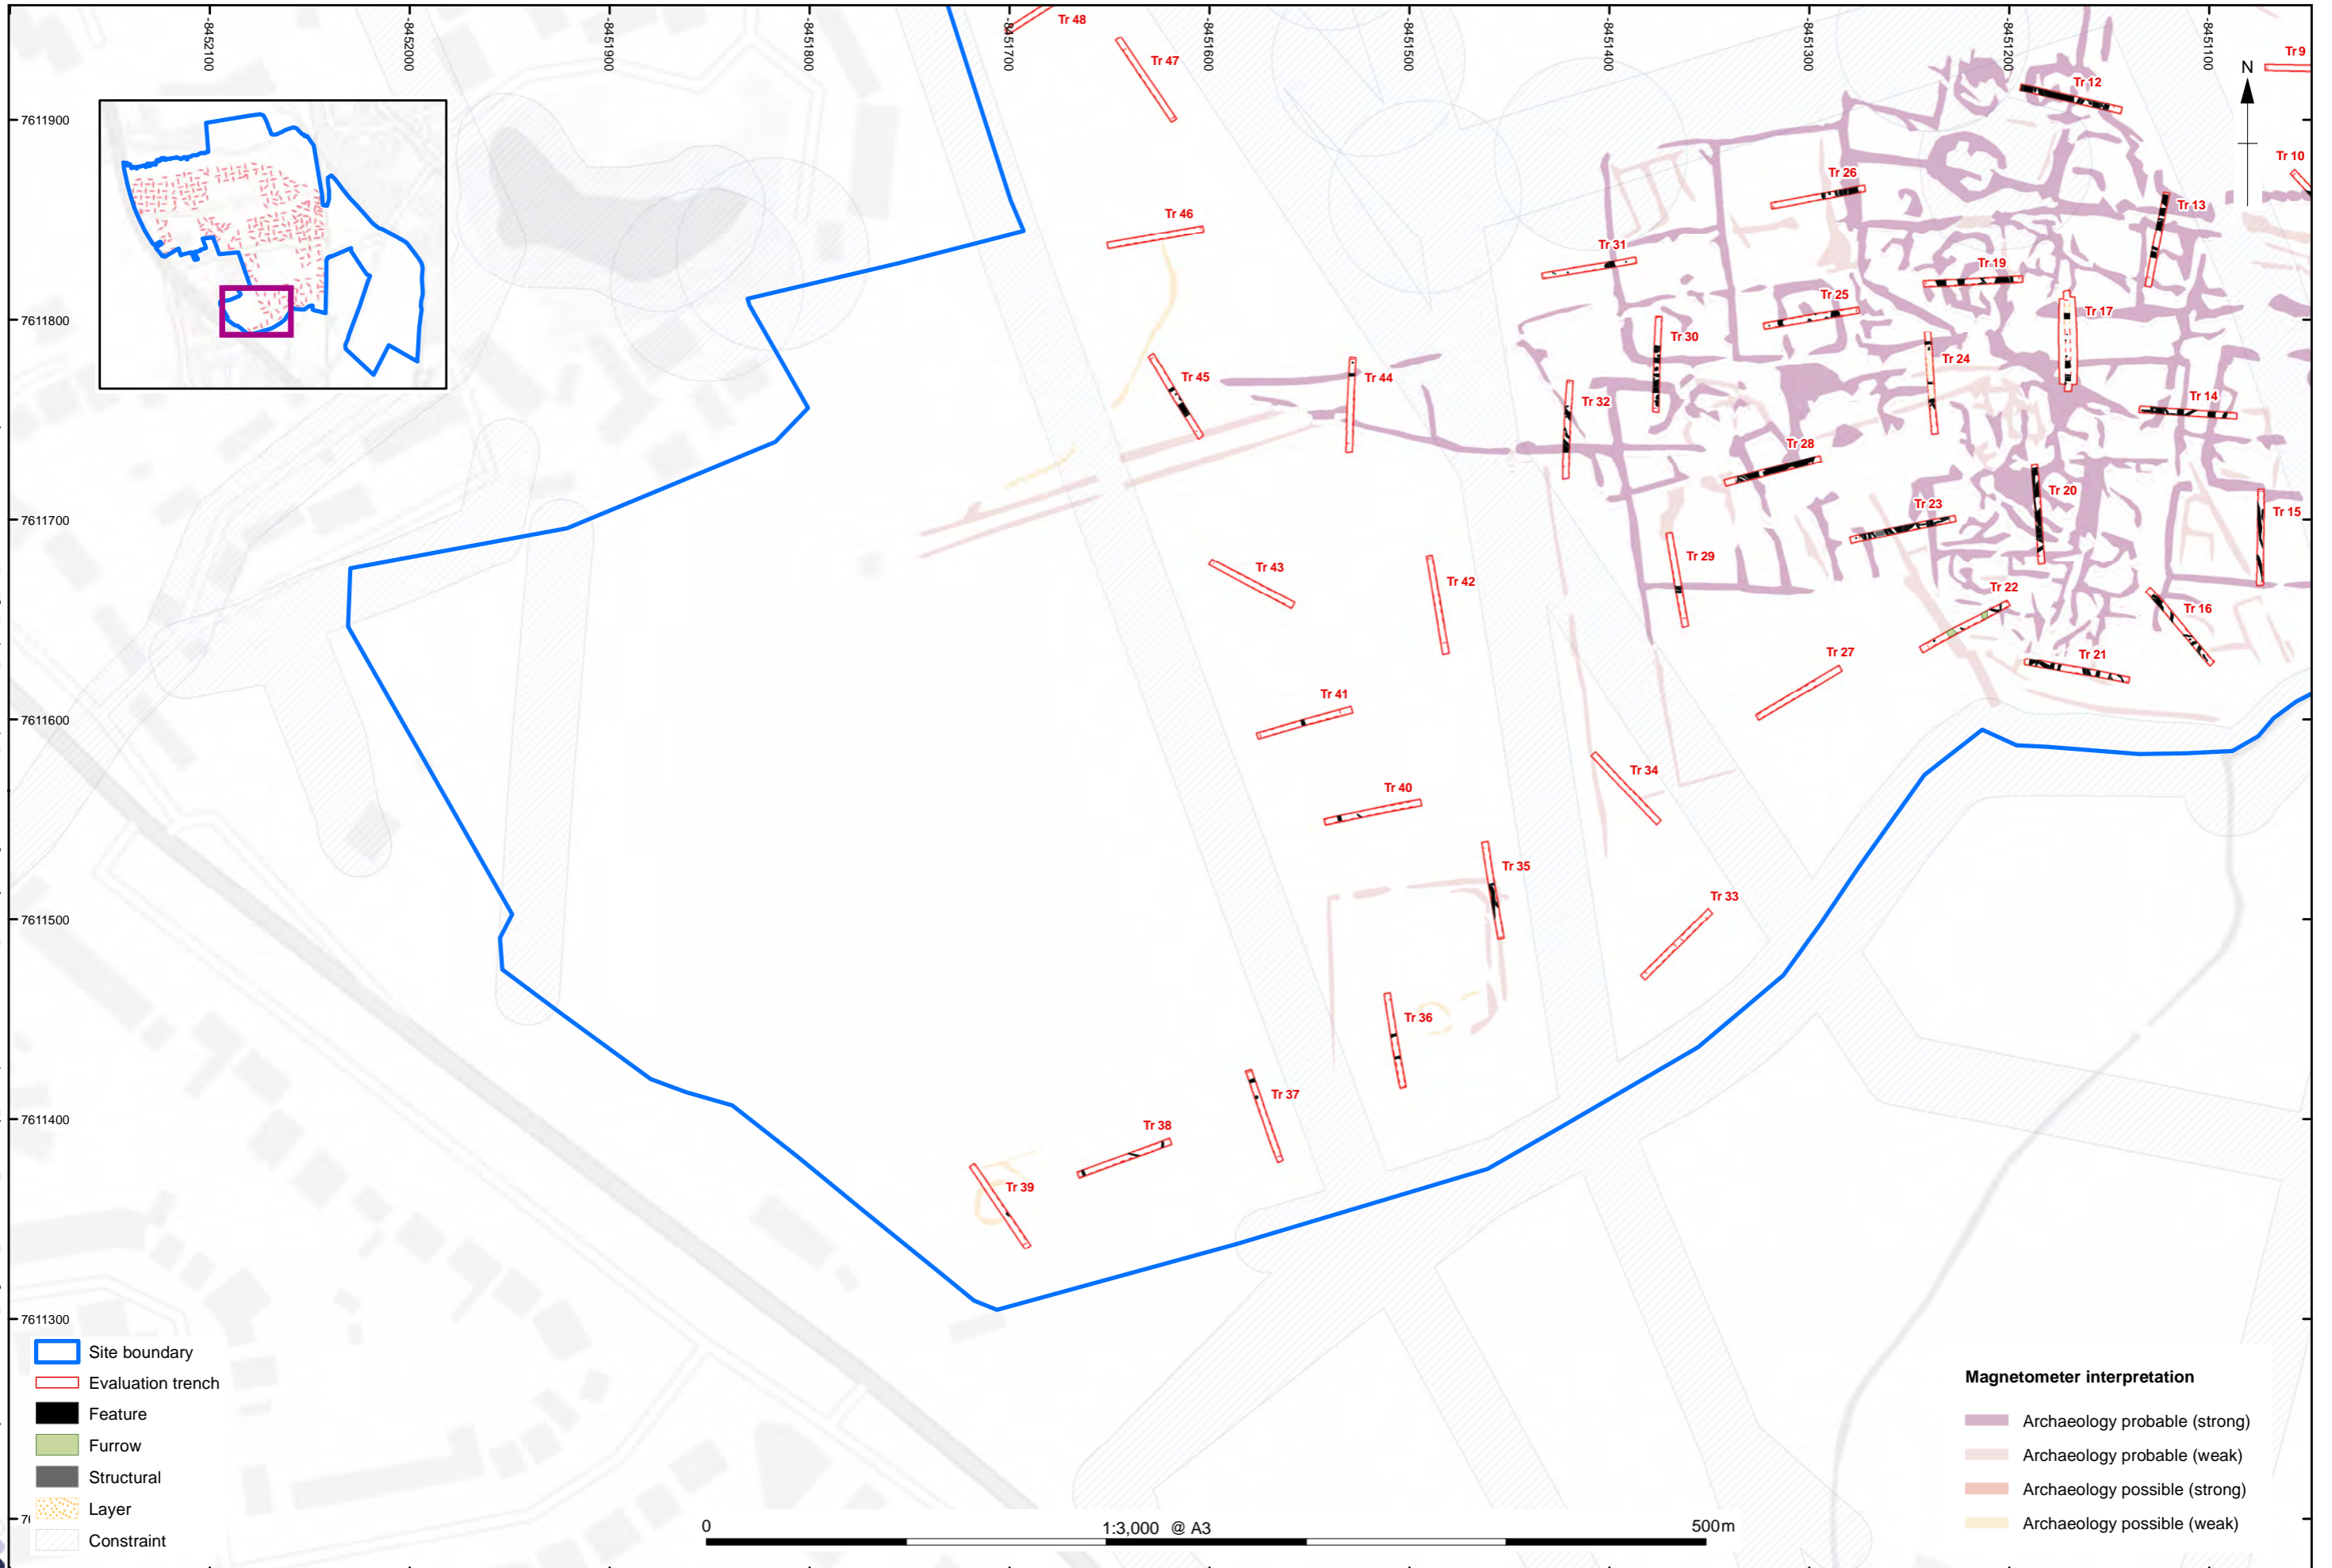 -8452100
-8452000
-8451900
-8451800
-8451700
-8451600
-8451500
-8451400
-8451300
-8451200
-8451100
Tr 48
Tr 47
Tr 9
N
Tr 12
7611900
Tr 10
Tr 26
Tr 13
Tr 46
Tr 31
Tr 19
Tr 25
Tr 17
7611800
Tr 30
Tr 24
Tr 45
Tr 44
Tr 32
Tr 14
Tr 28
Tr 20
Tr 23
Tr 15
7611700
Tr 29
Tr 43
Tr 42
Tr 22
Tr 16
Tr 27
Tr 21
Tr 41
7611600
Tr 34
Tr 40
Tr 35
Tr 33
7611500
Tr 36
Tr 37
7611400
Tr 38
Tr 39
7611300
Site boundary
Evaluation trench
Feature
Furrow
Structural
Layer
Constraint
0
1:3,000 @ A3
500m
Magnetometer interpretation
Archaeology probable (strong)
Archaeology probable (weak)
Archaeology possible (strong)
Archaeology possible (weak)